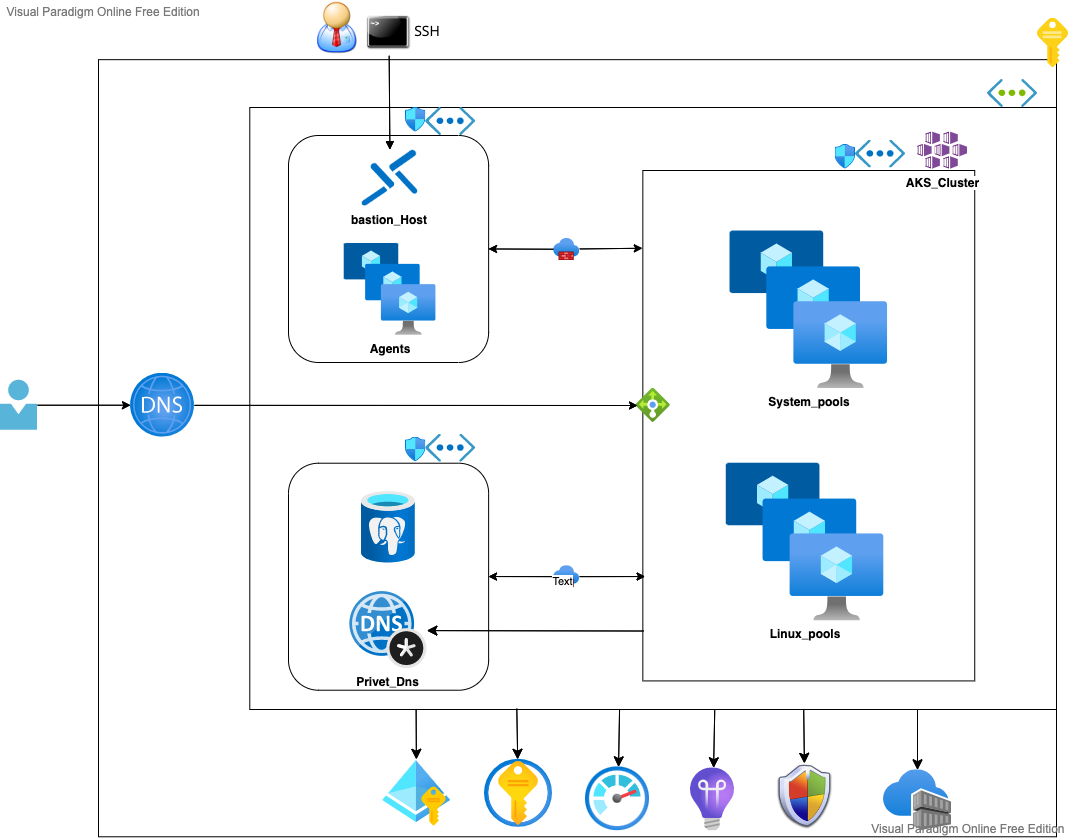 Visual Paradigm Online Free Edition
>_
SSH
bastion_Host
AKS_Cluster
Agents
System_pools
DNS
Text
DNS
*
Privet_Dns
Linux_pools
Visual Paradigm Online Free Edition